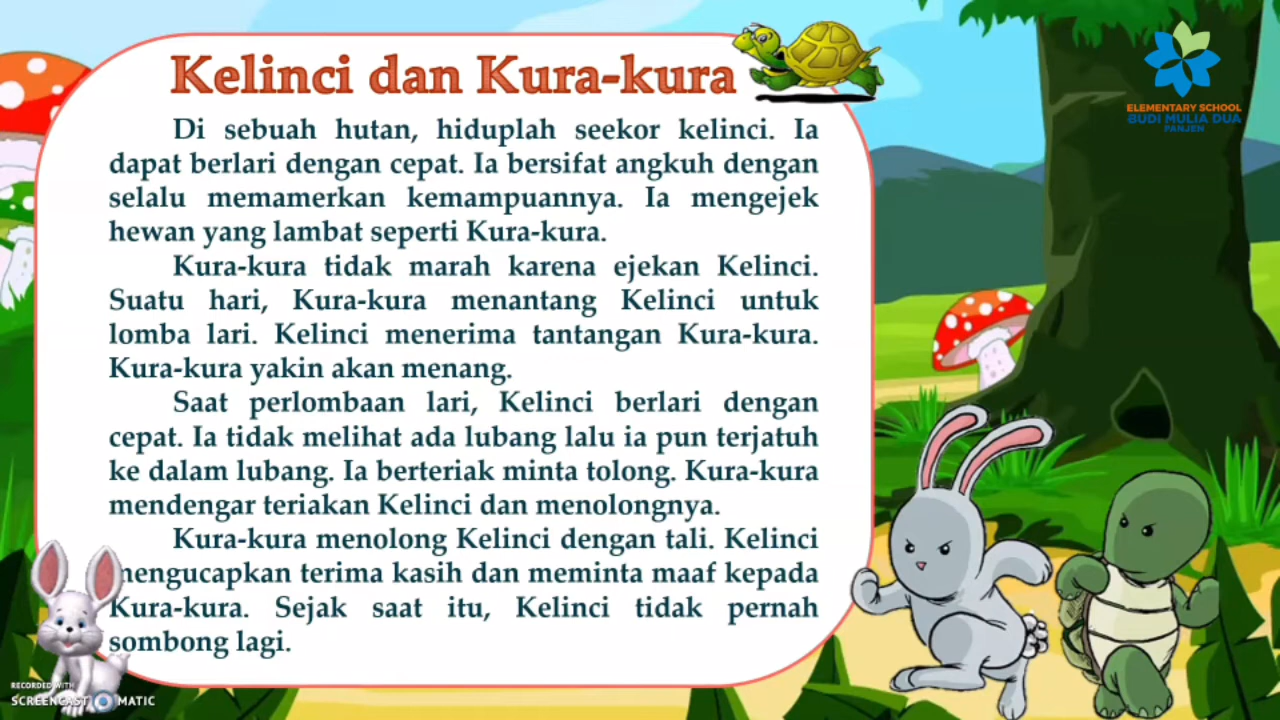 Kelinci dan Kura-kura
Di sebuah hutan, hiduplah seekor kelinci. Ia
dapat berlari dengan cepat. Ia bersifat angkuh dengan
selalu memamerkan kemampuannya. Ia mengejek
hewan yang lambat seperti Kura-kura.
Kura-kura tidak marah karena ejekan Kelinci.
Suatu hari, Kura-kura menantang Kelinci untuk
lomba lari. Kelinci menerima tantangan Kura-kura.
Kura-kura yakin akan menang.
Saat perlombaan lari, Kelinci berlari dengan
cepat. Ia tidak melihat ada lubang lalu ia pun terjatuh
ke dalam lubang. Ia berteriak minta tolong. Kura-kura
mendengar teriakan Kelinci dan menolongnya.
Kura-kura menolong Kelinci dengan tali. Kelinci
mengucapkan terima kasih dan meminta maaf kepada
Kura-kura. Sejak saat itu, Kelinci tidak pernah
sombong lagi.
ELEMENTARY SCHOOL
BUDI MULIA DUA
PANJEN
RECORDED WITH
SCREENCAST MATIC